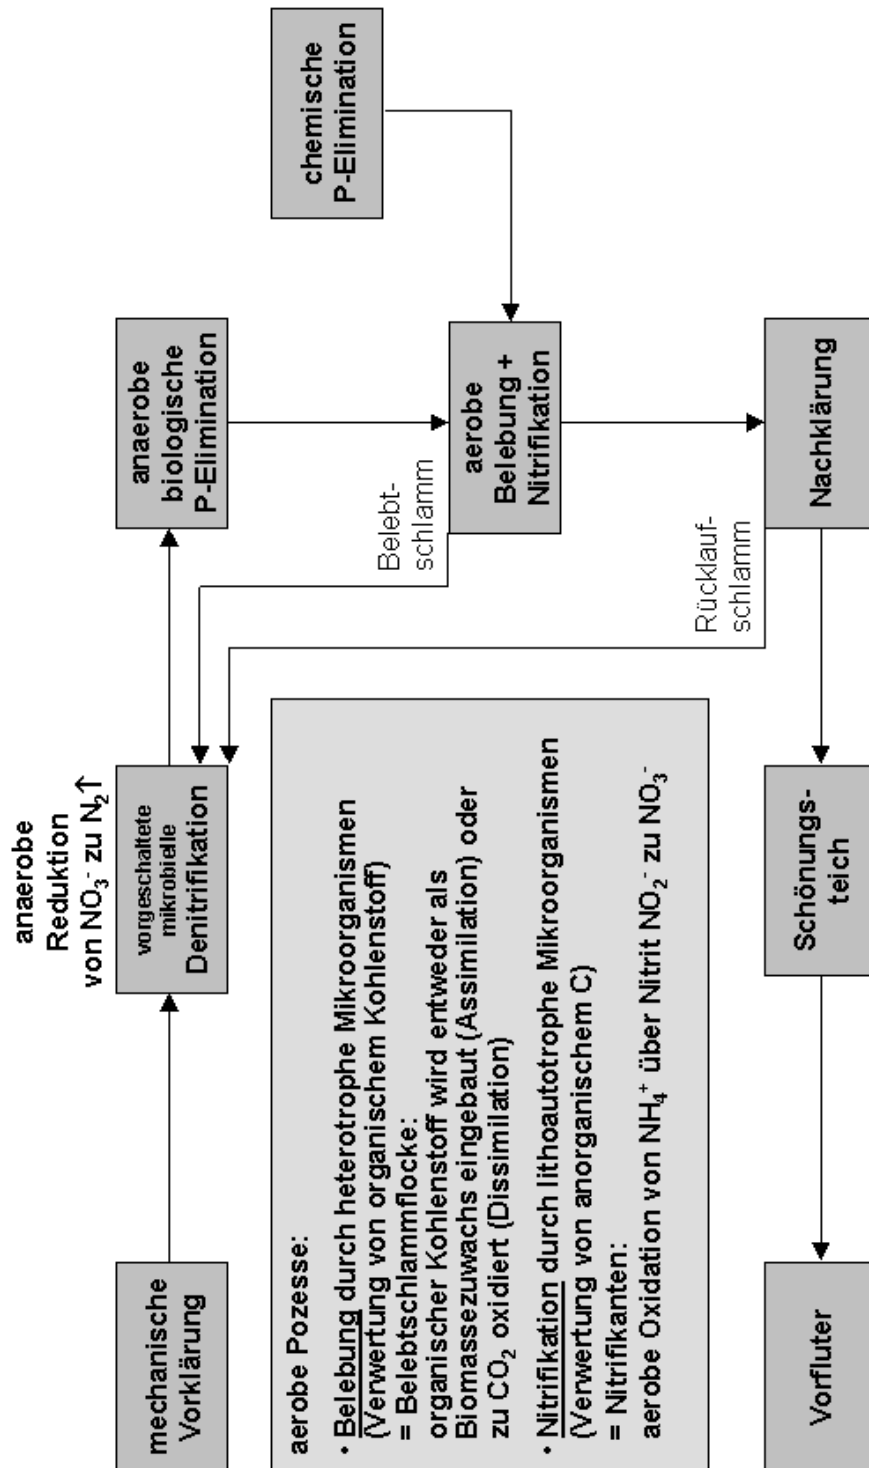 anaerobe
Reduktion
von NO₃⁻ zu N₂↑
mechanische
Vorklärung
vorgeschaltete
mikrobielle
Denitrifikation
anaerobe
biologische
P-Elimination
chemische
P-Elimination
Belebt-
schlamm
aerobe
Belebung +
Nitrifikation
Rücklauf-
schlamm
aerobe Pozesse:
• Belebung durch heterotrophe Mikroorganismen
(Verwertung von organischem Kohlenstoff)
= Belebtschlammflocke:
organischer Kohlenstoff wird entweder als
Biomassezuwachs eingebaut (Assimilation) oder
zu CO₂ oxidiert (Dissimilation)
• Nitrifikation durch lithoautotrophe Mikroorganismen
(Verwertung von anorganischem C)
= Nitrifikanten:
aerobe Oxidation von NH₄⁺ über Nitrit NO₂⁻ zu NO₃⁻
Vorfluter
Schönungs-
teich
Nachklärung